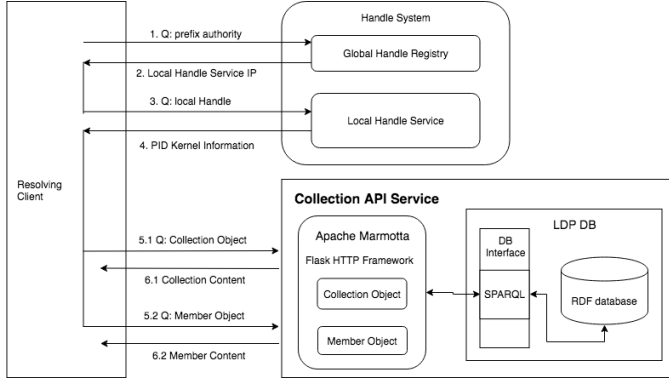 Handle System
1. Q: prefix authority
Global Handle Registry
2. Local Handle Service IP
3. Q: local Handle
Local Handle Service
4. PID Kernel Information
Resolving
Client
Collection API Service
5.1 Q: Collection Object
6.1 Collection Content
5.2 Q: Member Object
6.2 Member Content
Apache Marmotta
Flask HTTP Framework
Collection Object
Member Object
LDP DB
DB
Interface
SPARQL
RDF database